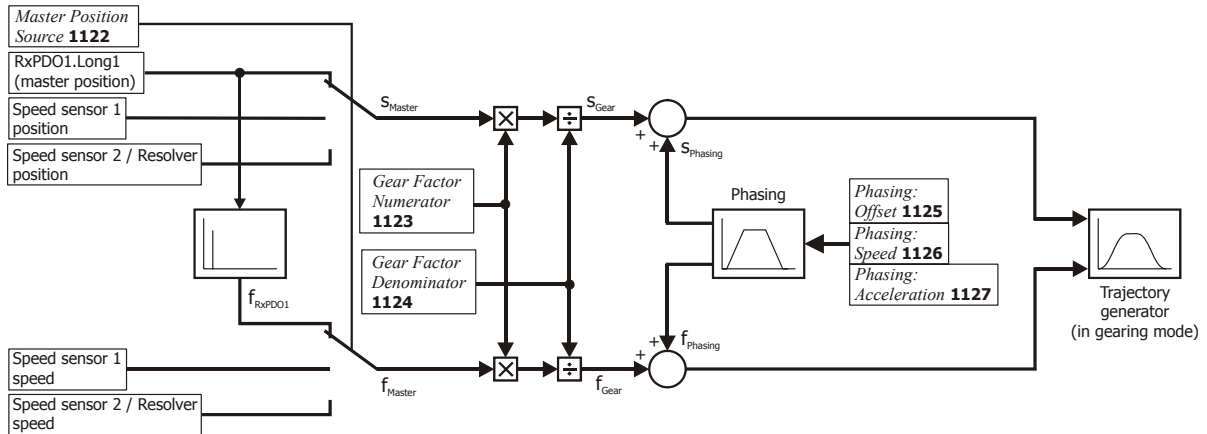 Master Position
Source 1122
RxPDO1.Long1
(master position)
Speed sensor 1
position
Speed sensor 2 / Resolver
position
sMaster
×
÷
sGear
+
+
sPhasing
Gear Factor
Numerator
1123
Gear Factor
Denominator
1124
Phasing
Phasing:
Offset 1125
Phasing:
Speed 1126
Phasing:
Acceleration 1127
Trajectory
generator
(in gearing mode)
fRxPDO1
Speed sensor 1
speed
Speed sensor 2 / Resolver
speed
fMaster
×
÷
fGear
+
+
fPhasing